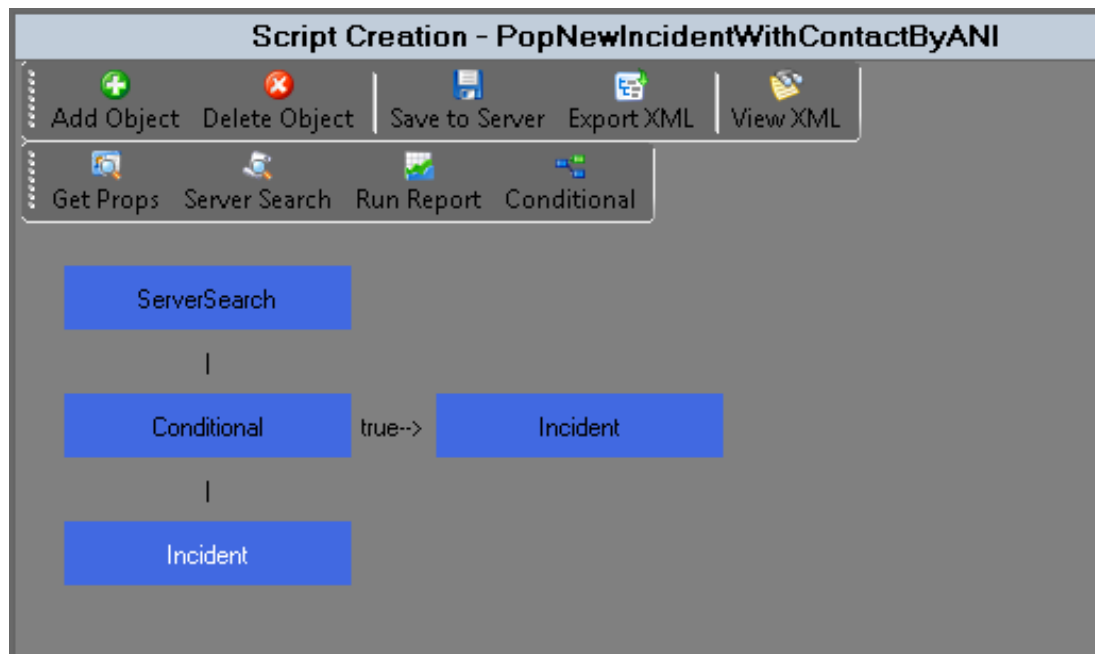 Script Creation - PopNewIncidentWithContactByANI
Add Object Delete Object Save to Server Export XML View XML
Get Props Server Search Run Report Conditional
ServerSearch
Conditional true--> Incident
Incident